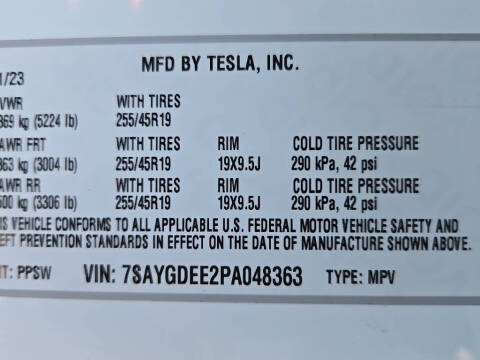 MFD BY TESLA, INC.
1/23
VWR WITH TIRES
369 kg (5224 lb) 255/45R19
AWR FRT WITH TIRES RIM COLD TIRE PRESSURE
363 kg (3004 lb) 255/45R19 19X9.5J 290 kPa, 42 psi
AWR RR WITH TIRES RIM COLD TIRE PRESSURE
500 kg (3306 lb) 255/45R19 19X9.5J 290 kPa, 42 psi
IS VEHICLE CONFORMS TO ALL APPLICABLE U.S. FEDERAL MOTOR VEHICLE SAFETY AND
EFT PREVENTION STANDARDS IN EFFECT ON THE DATE OF MANUFACTURE SHOWN ABOVE.
NT: PPSW VIN: 7SAYGDEE2PA048363 TYPE: MPV